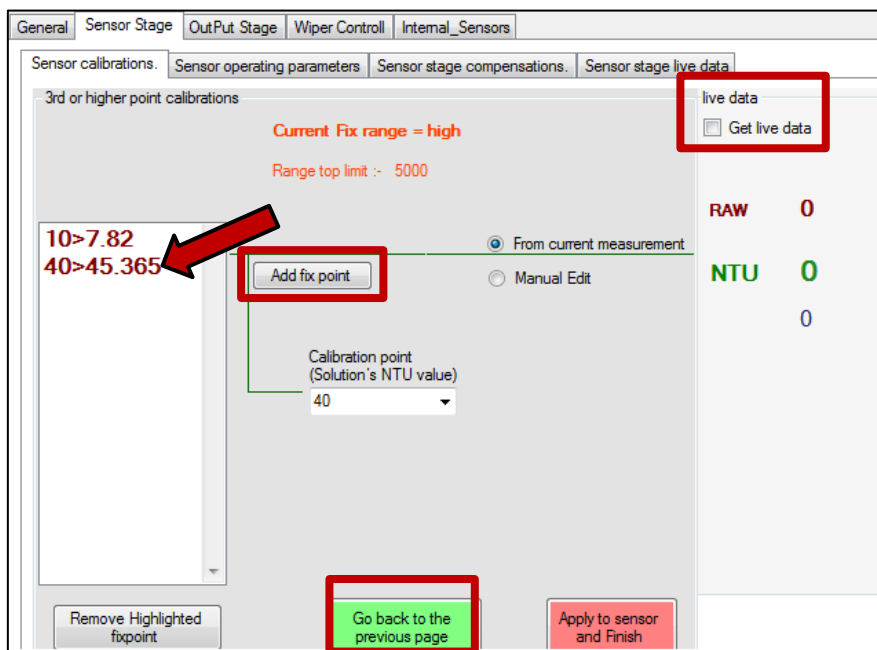 General Sensor Stage OutPut Stage Wiper Controll Internal_Sensors
Sensor calibrations. Sensor operating parameters Sensor stage compensations. Sensor stage live data
3rd or higher point calibrations
live data
Current Fix range = high
Get live data
Range top limit :- 5000
RAW 0
10>7.82
40>45.365
From current measurement
Add fix point
Manual Edit
NTU 0
0
Calibration point
(Solution's NTU value)
40
Remove Highlighted
fixpoint
Go back to the
previous page
Apply to sensor
and Finish